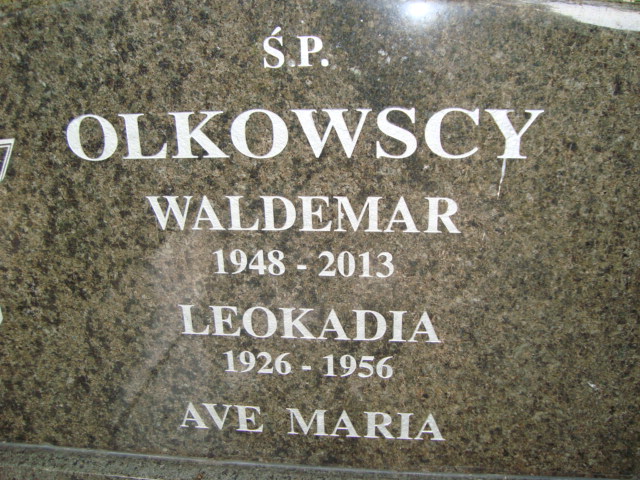 Ś.P.
OLKOWSCY
WALDEMAR
1948 - 2013
LEOKADIA
1926 - 1956
AVE MARIA